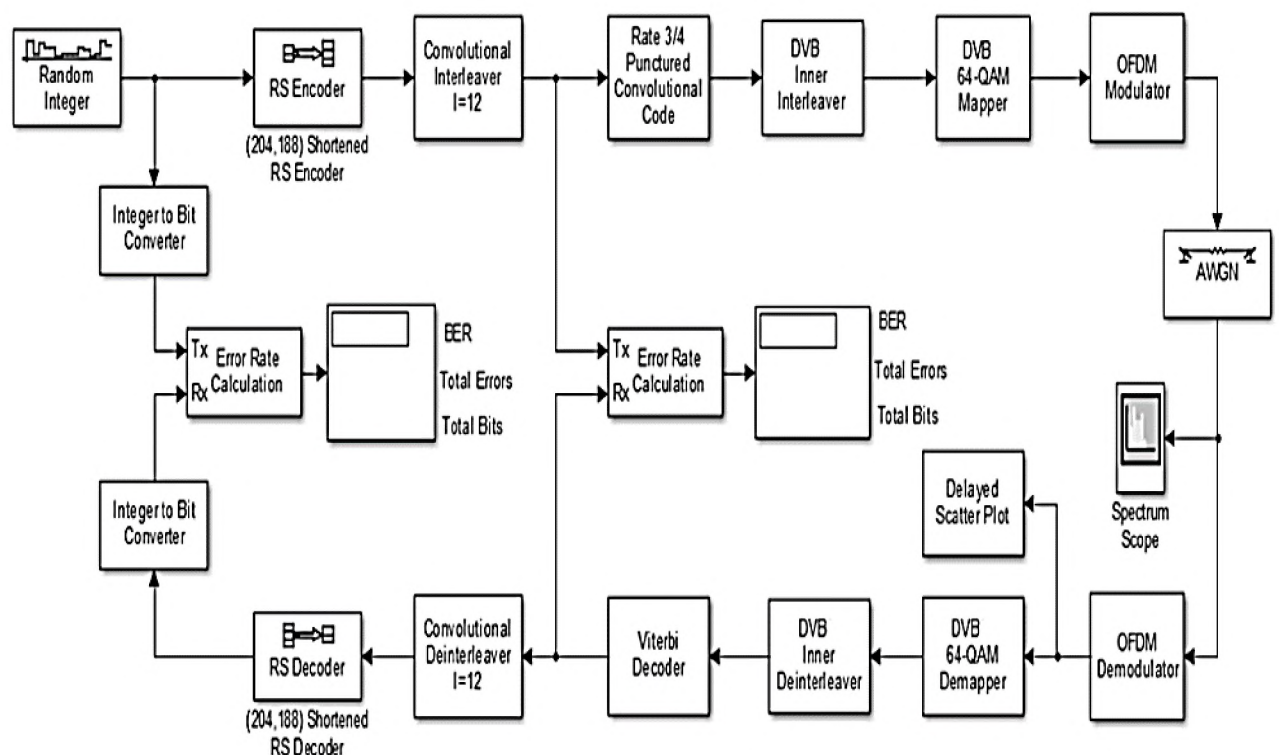 Random
Integer
RS Encoder
(204,188) Shortened
RS Encoder
Convolutional
Interleaver
I=12
Rate 3/4
Punctured
Convolutional
Code
DVB
Inner
Interleaver
DVB
64-QAM
Mapper
OFDM
Modulator
Integer to Bit
Converter
AWGN
Tx
Rx
Error Rate
Calculation
BER
Total Errors
Total Bits
Tx
Rx
Error Rate
Calculation
BER
Total Errors
Total Bits
Spectrum
Scope
Delayed
Scatter Plot
Integer to Bit
Converter
RS Decoder
(204,188) Shortened
RS Decoder
Convolutional
Deinterleaver
I=12
Viterbi
Decoder
DVB
Inner
Deinterleaver
DVB
64-QAM
Demapper
OFDM
Demodulator